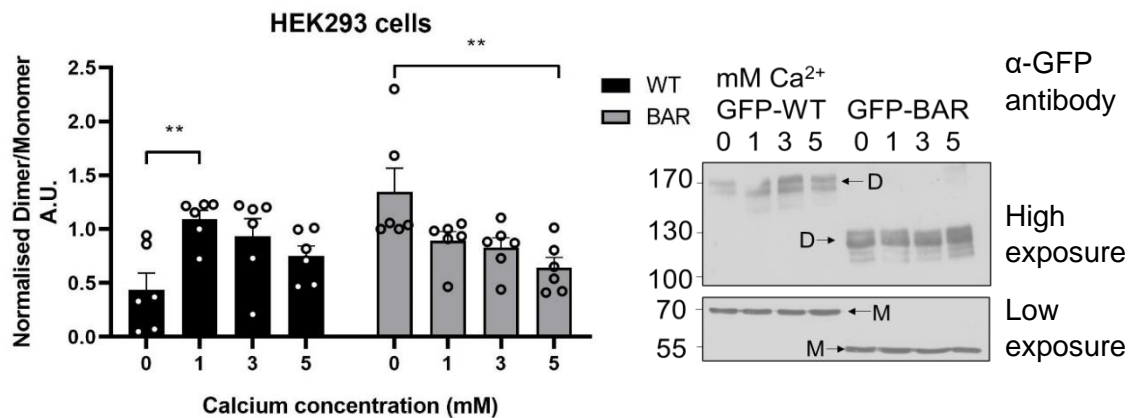 HEK293 cells
**
**
Normalised Dimer/Monomer
A.U.
2.5
2.0
1.5
1.0
0.5
0.0
0 1 3 5 0 1 3 5
Calcium concentration (mM)
WT
BAR
mM Ca²⁺
GFP-WT GFP-BAR
0 1 3 5 0 1 3 5
α-GFP
antibody
170 D
130 D
100
High
exposure
70 M
55 M
Low
exposure